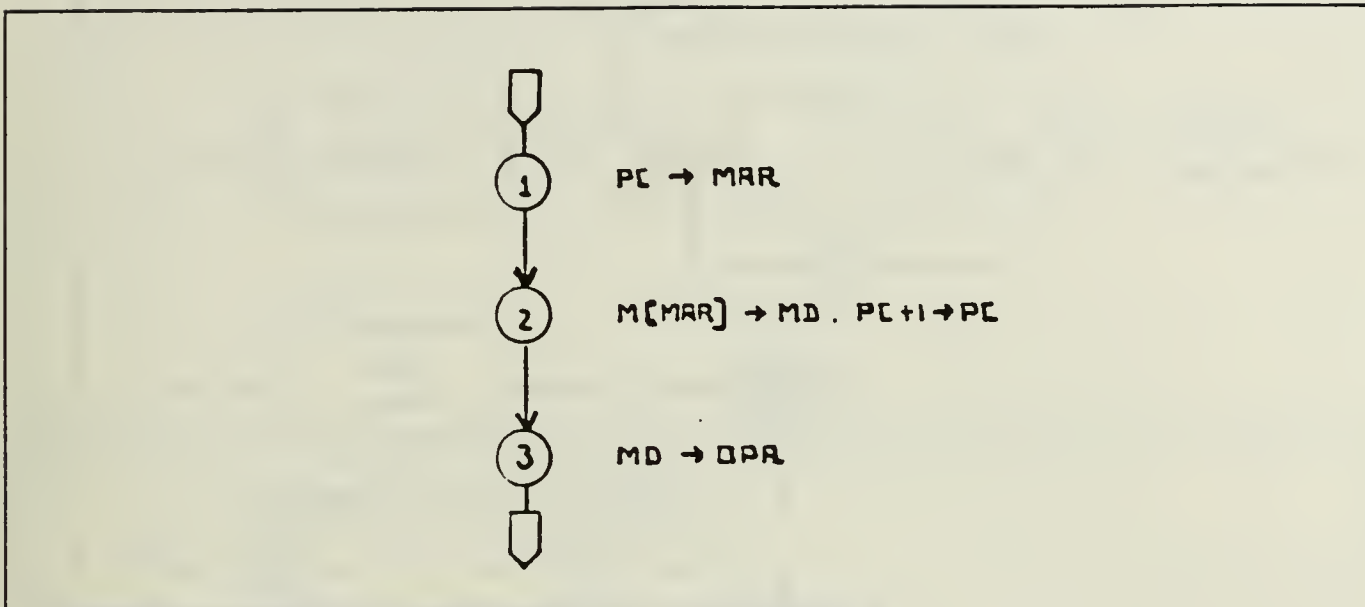 1 PC → MAR
2 M[MAR] → MD. PC+1→PC
3 MD → OPR